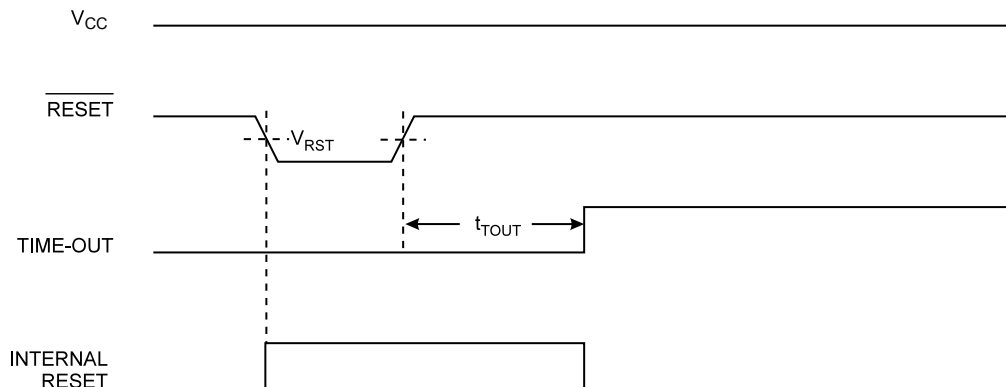 VCC
RESET
VRST
tTOUT
TIME-OUT
INTERNAL
RESET